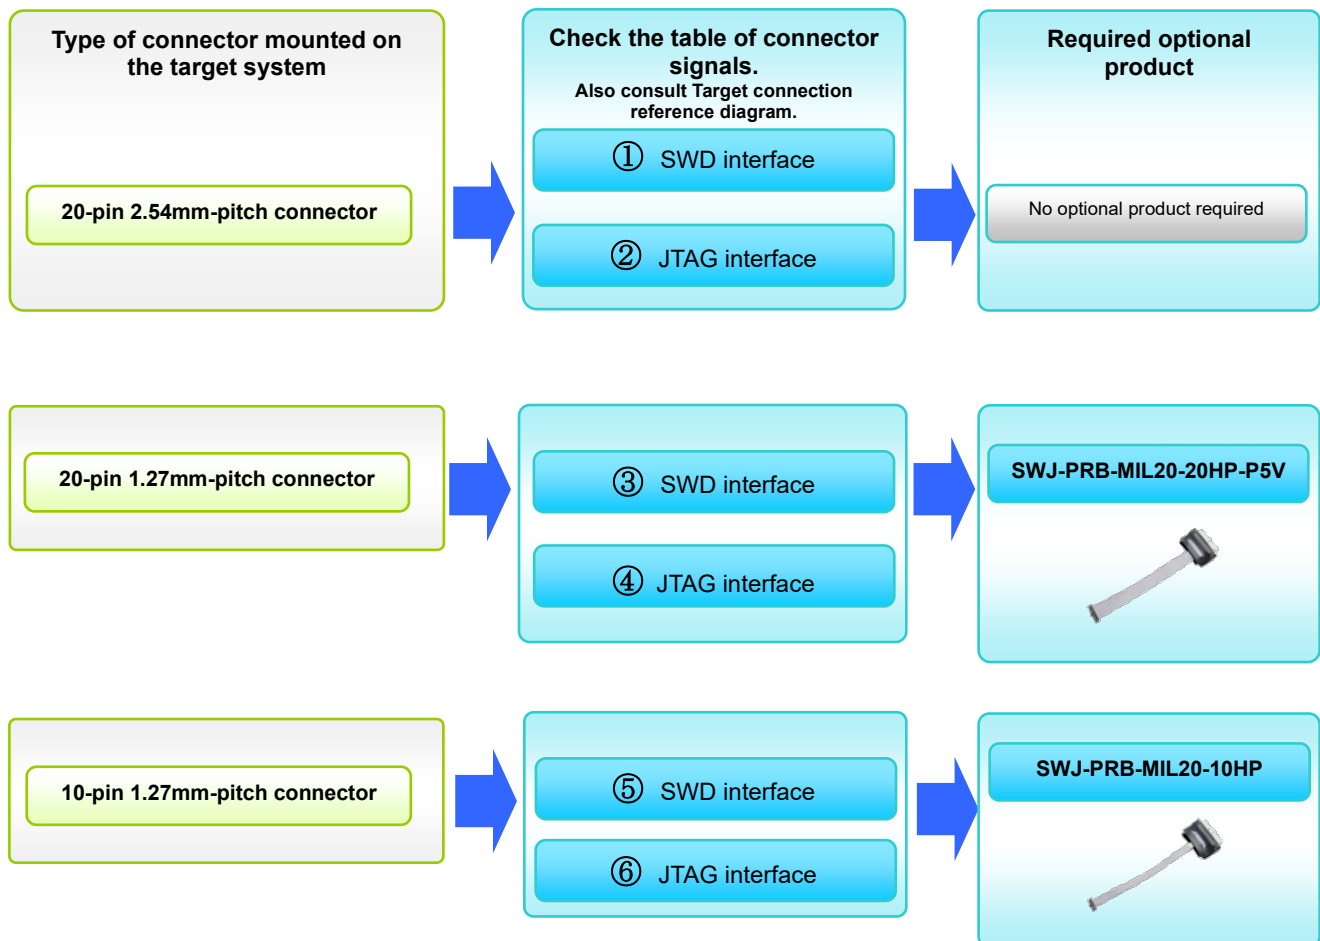 Type of connector mounted on
the target system
20-pin 2.54mm-pitch connector
Check the table of connector
signals.
Also consult Target connection
reference diagram.
① SWD interface
② JTAG interface
Required optional
product
No optional product required
20-pin 1.27mm-pitch connector
③ SWD interface
④ JTAG interface
SWJ-PRB-MIL20-20HP-P5V
10-pin 1.27mm-pitch connector
⑤ SWD interface
⑥ JTAG interface
SWJ-PRB-MIL20-10HP